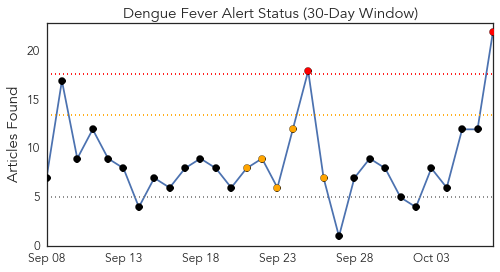 Dengue Fever Alert Status (30-Day Window)
Articles Found
20
15
10
5
0
Sep 08 Sep 13 Sep 18 Sep 23 Sep 28 Oct 03